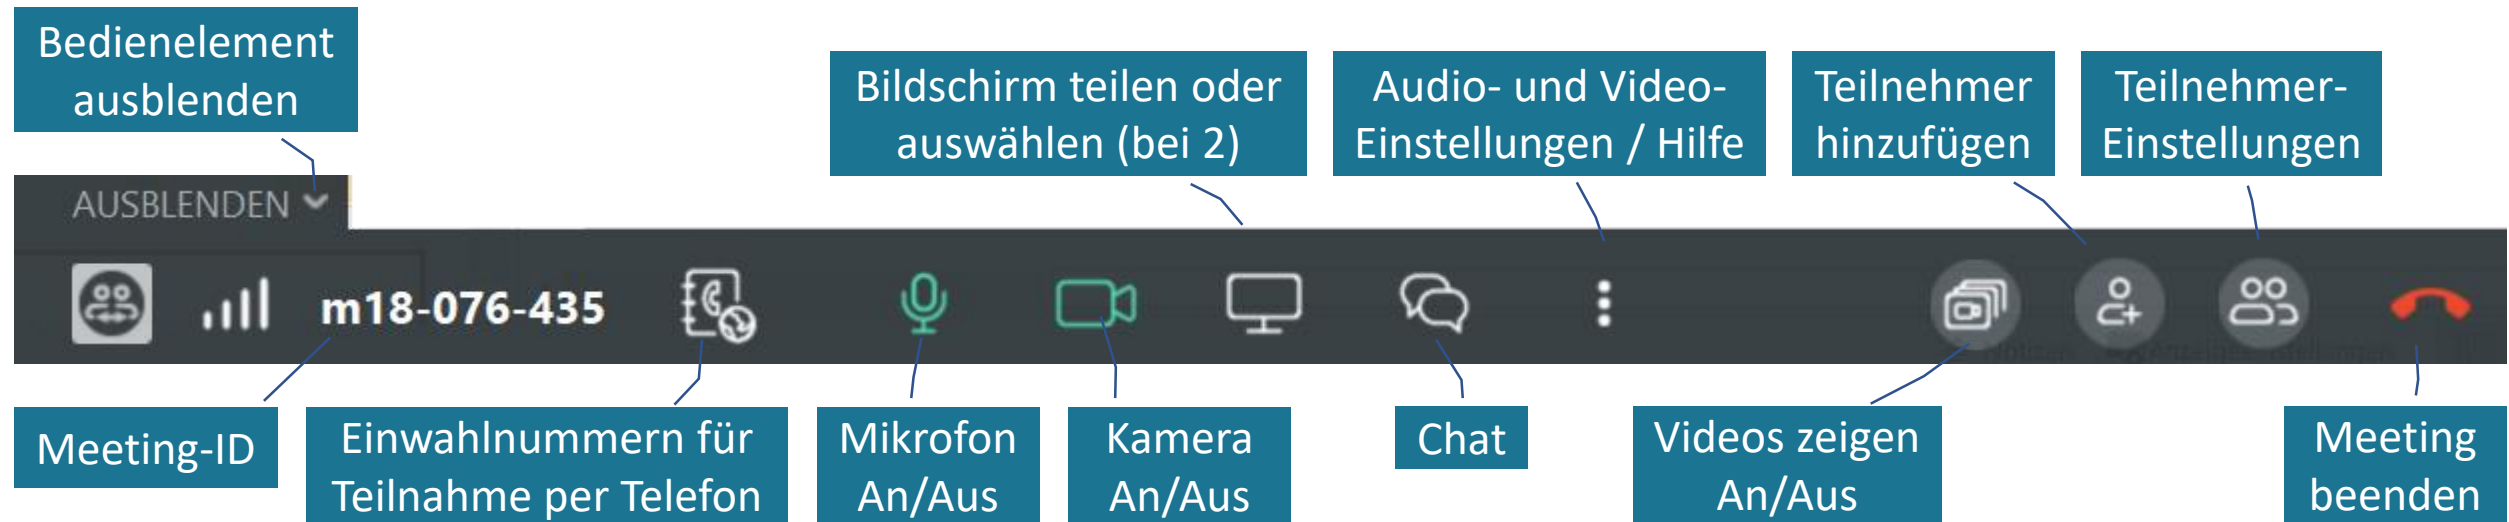 Bedienelement
ausblenden
Bildschirm teilen oder
auswählen (bei 2)
Audio- und Video-
Einstellungen / Hilfe
Teilnehmer
hinzufügen
Teilnehmer-
Einstellungen
AUSBLENDEN
m18-076-435
Meeting-ID
Einwahlnummern für
Teilnahme per Telefon
Mikrofon
An/Aus
Kamera
An/Aus
Chat
Videos zeigen
An/Aus
Meeting
beenden